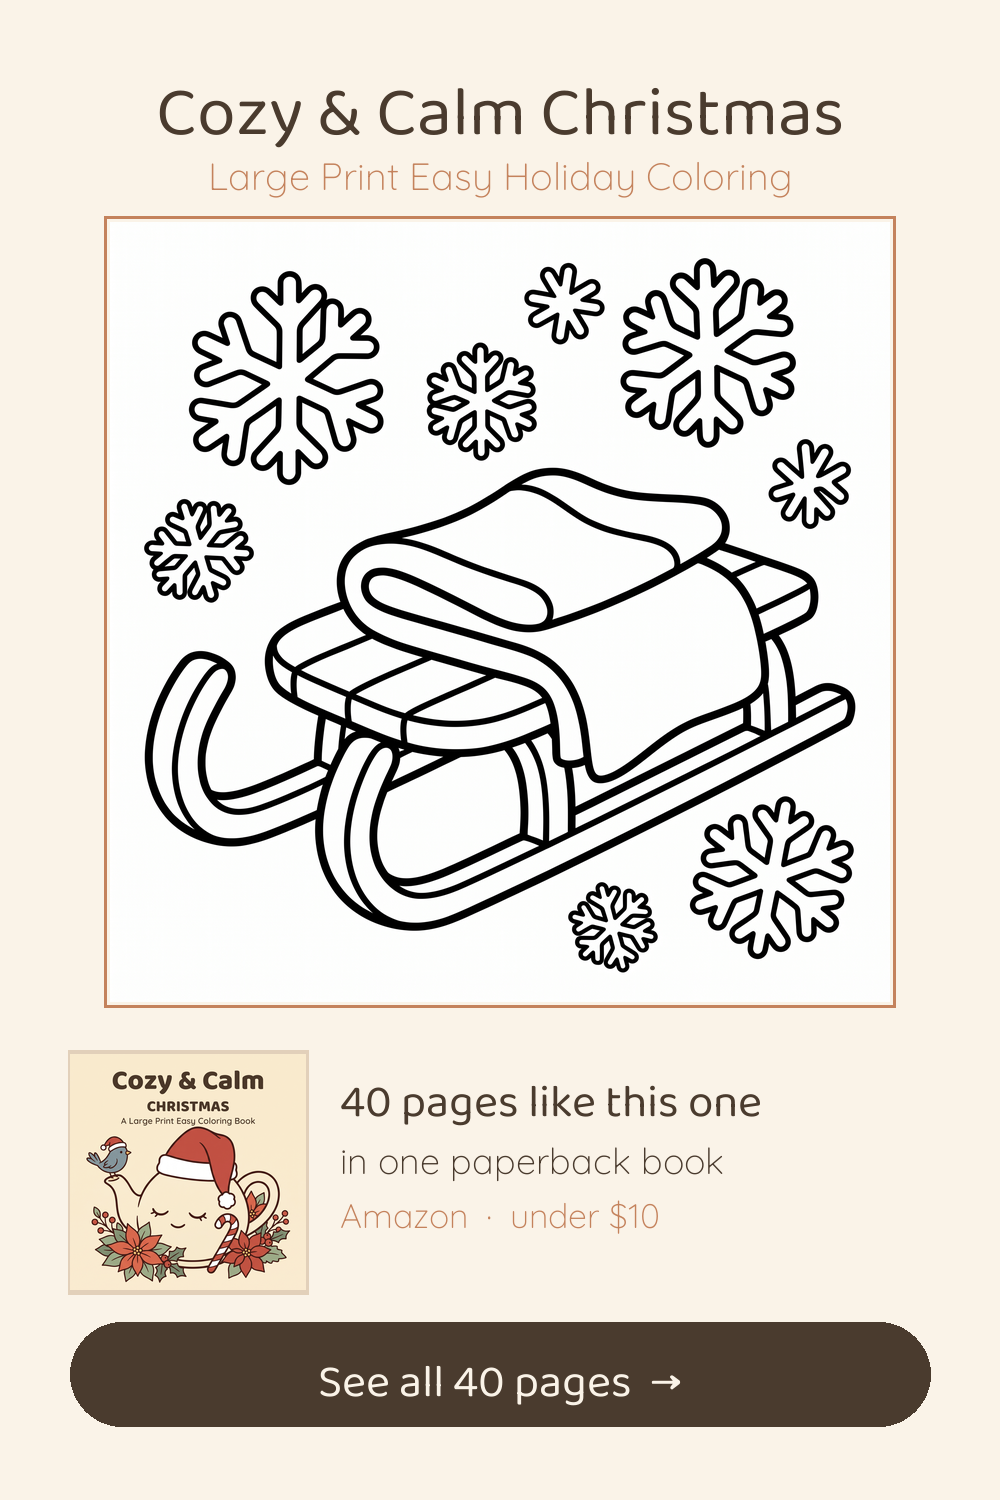 Cozy & Calm Christmas
Large Print Easy Holiday Coloring
Cozy & Calm
CHRISTMAS
A Large Print Easy Coloring Book
40 pages like this one
in one paperback book
Amazon · under $10
See all 40 pages →